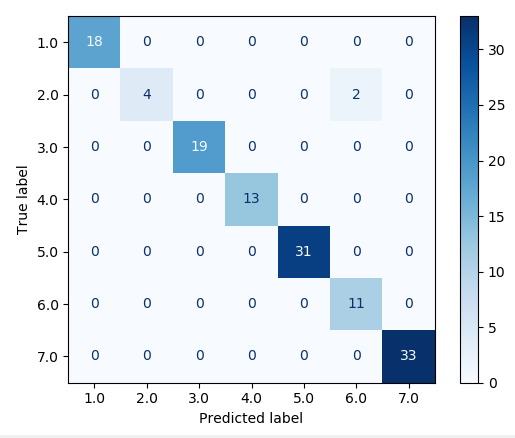 1.0 18 0 0 0 0 0 0
2.0 0 4 0 0 0 2 0
3.0 0 0 19 0 0 0 0
4.0 0 0 0 13 0 0 0
5.0 0 0 0 0 31 0 0
6.0 0 0 0 0 0 11 0
7.0 0 0 0 0 0 0 33
1.0 2.0 3.0 4.0 5.0 6.0 7.0
Predicted label
True label
30
25
20
15
10
5
0